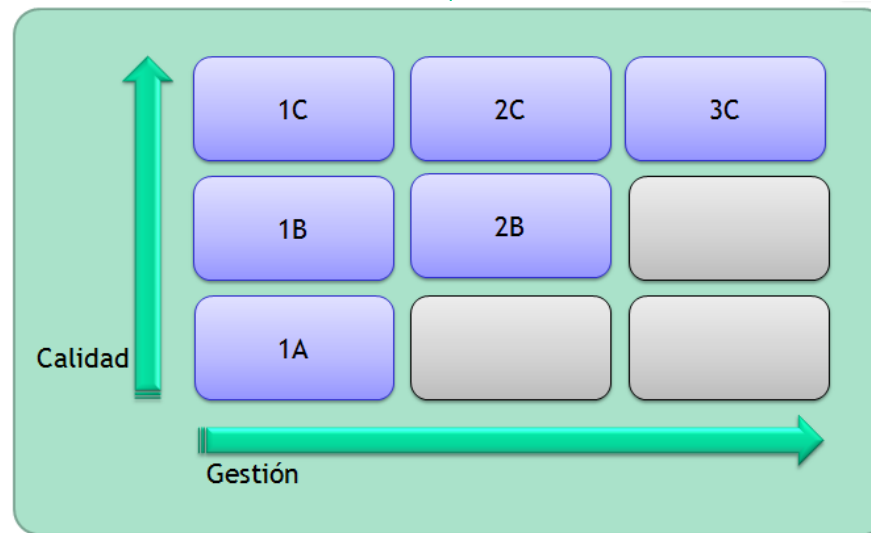 1C 2C 3C
1B 2B
1A
Calidad
Gestión